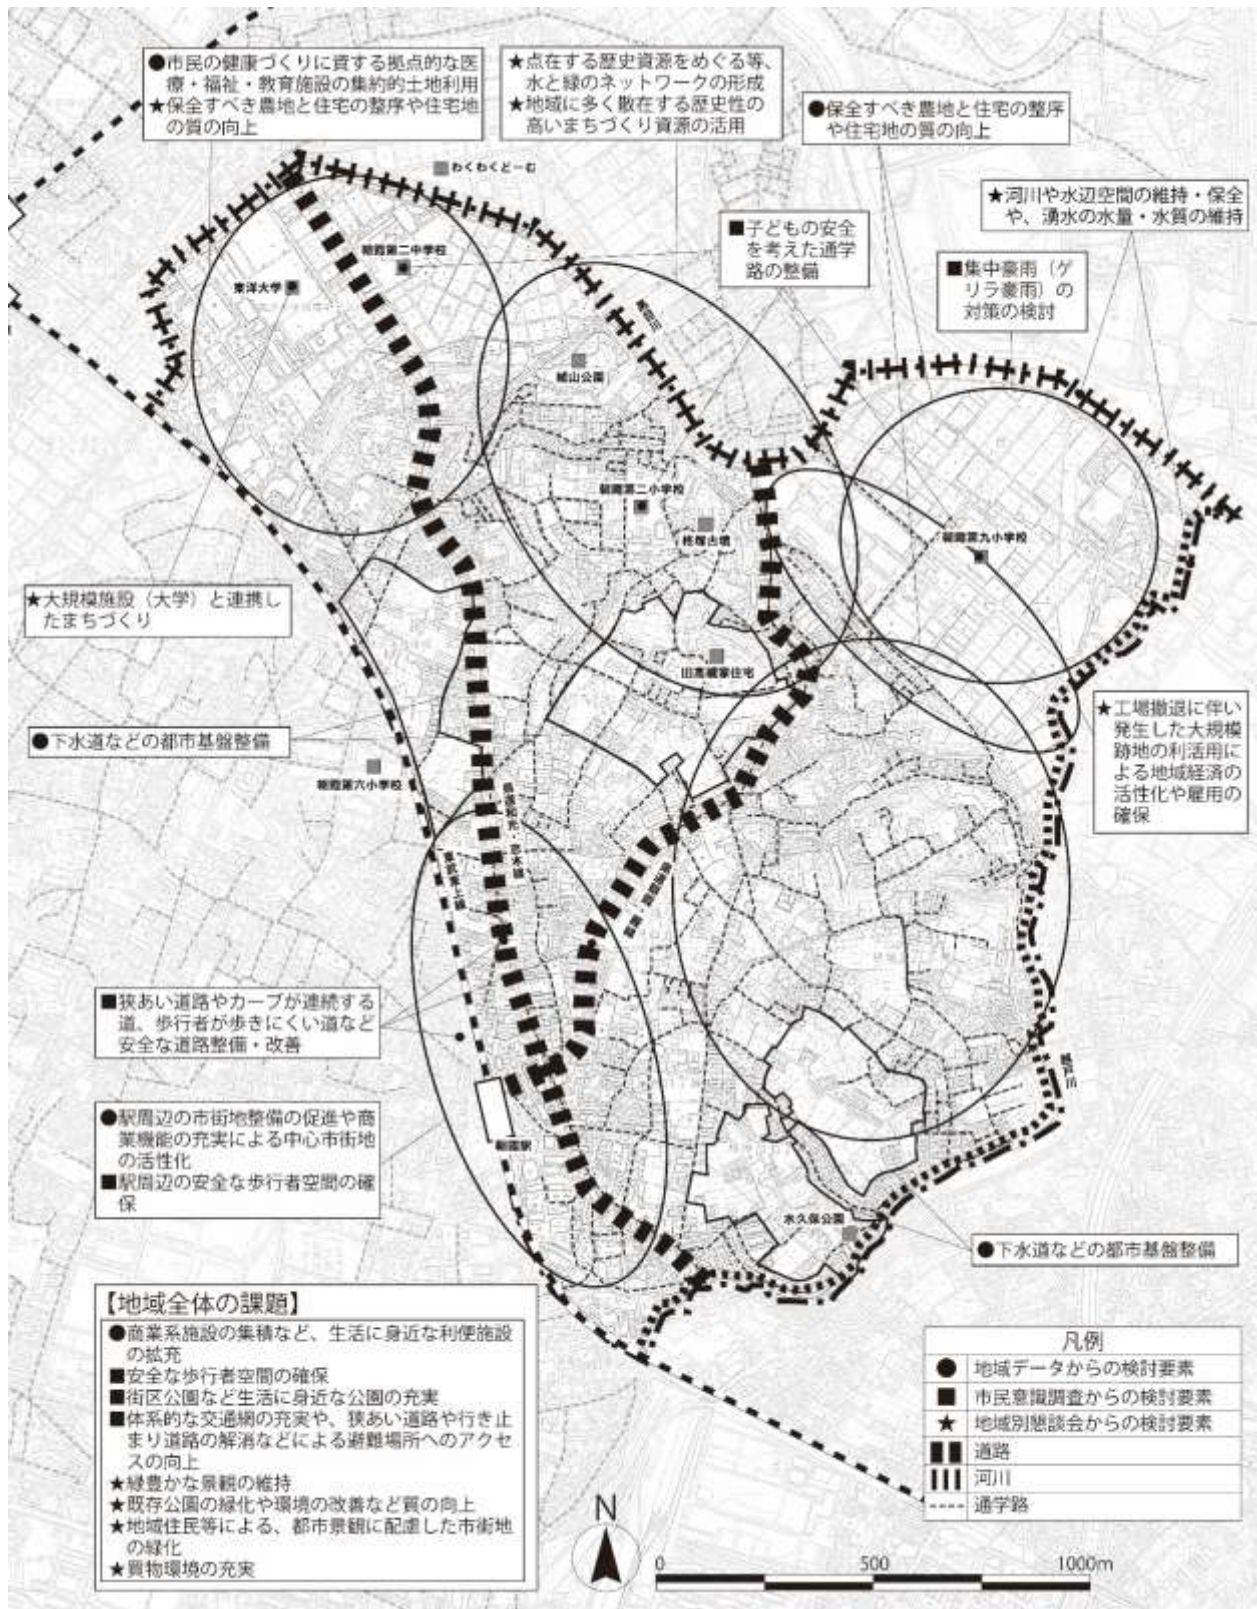 ●市民の健康づくりに資する拠点的な医
療・福祉・教育施設の集約的土地利用
★保全すべき農地と住宅の整序や住宅地
の質の向上
★点在する歴史資源をめぐる等、
水と緑のネットワークの形成
★地域に多く散在する歴史性の
高いまちづくり資源の活用
●保全すべき農地と住宅の整序
や住宅地の質の向上
★河川や水辺空間の維持・保全
や、湧水の水量・水質の維持
■子どもの安全
を考えた通学
路の整備
■集中豪雨（ゲ
リラ豪雨）の
対策の検討
わくわくどーむ
朝霞第二中学校
東洋大学
城山公園
朝霞第二小学校
柊塚古墳
朝霞第九小学校
旧高橋家住宅
★大規模施設（大学）と連携し
たまちづくり
●下水道などの都市基盤整備
朝霞第六小学校
★工場撤退に伴い
発生した大規模
跡地の利活用に
よる地域経済の
活性化や雇用の
確保
県道和光・志木線
東武東上線
■狭あい道路やカーブが連続する
道、歩行者が歩きにくい道など
安全な道路整備・改善
●駅周辺の市街地整備の促進や商
業機能の充実による中心市街地
の活性化
■駅周辺の安全な歩行者空間の確
保
朝霞駅
水久保公園
●下水道などの都市基盤整備
【地域全体の課題】
●商業系施設の集積など、生活に身近な利便施設
の拡充
■安全な歩行者空間の確保
■街区公園など生活に身近な公園の充実
■体系的な交通網の充実や、狭あい道路や行き止
まり道路の解消などによる避難場所へのアクセ
スの向上
★緑豊かな景観の維持
★既存公園の緑化や環境の改善など質の向上
★地域住民等による、都市景観に配慮した市街地
の緑化
★買物環境の充実
凡例
● 地域データからの検討要素
■ 市民意識調査からの検討要素
★ 地域別懇談会からの検討要素
道路
河川
通学路
N
0 500 1000m